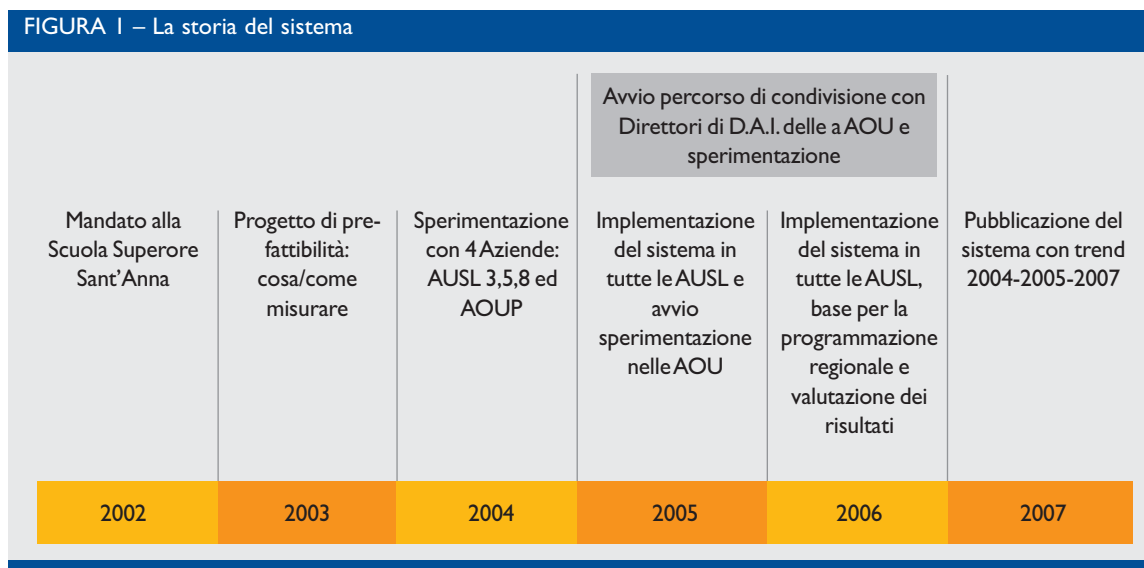 FIGURA 1 – La storia del sistema
Avvio percorso di condivisione con
Direttori di D.A.I. delle a AOU e
sperimentazione
Mandato alla
Scuola Superore
Sant'Anna
Progetto di pre-
fattibilità:
cosa/come
misurare
Sperimentazione
con 4 Aziende:
AUSL 3,5,8 ed
AOUP
Implementazione
del sistema in
tutte le AUSL e
avvio
sperimentazione
nelle AOU
Implementazione
del sistema in
tutte le AUSL,
base per la
programmazione
regionale e
valutazione dei
risultati
Pubblicazione del
sistema con trend
2004-2005-2007
2002
2003
2004
2005
2006
2007